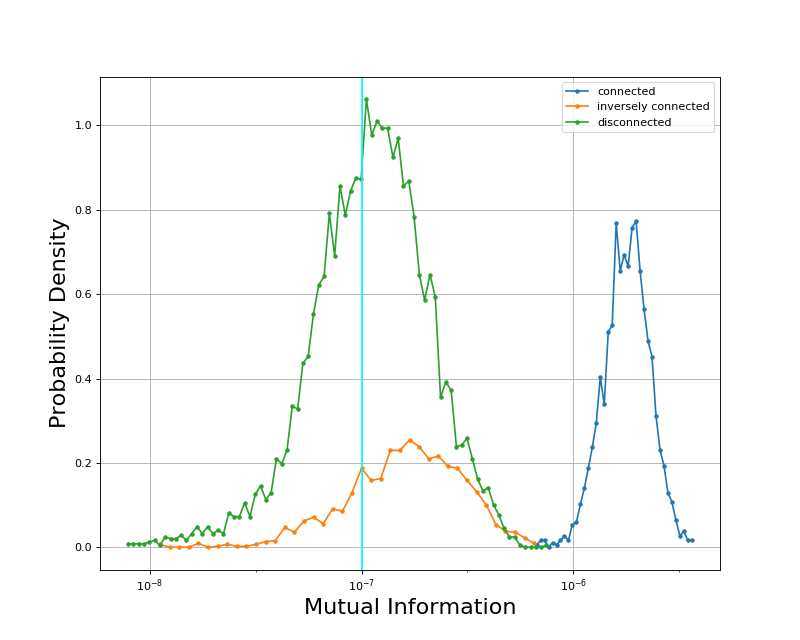 connected
inversely connected
disconnected
1.0
0.8
0.6
0.4
0.2
0.0
Probability Density
10⁻⁸ 10⁻⁷ 10⁻⁶
Mutual Information